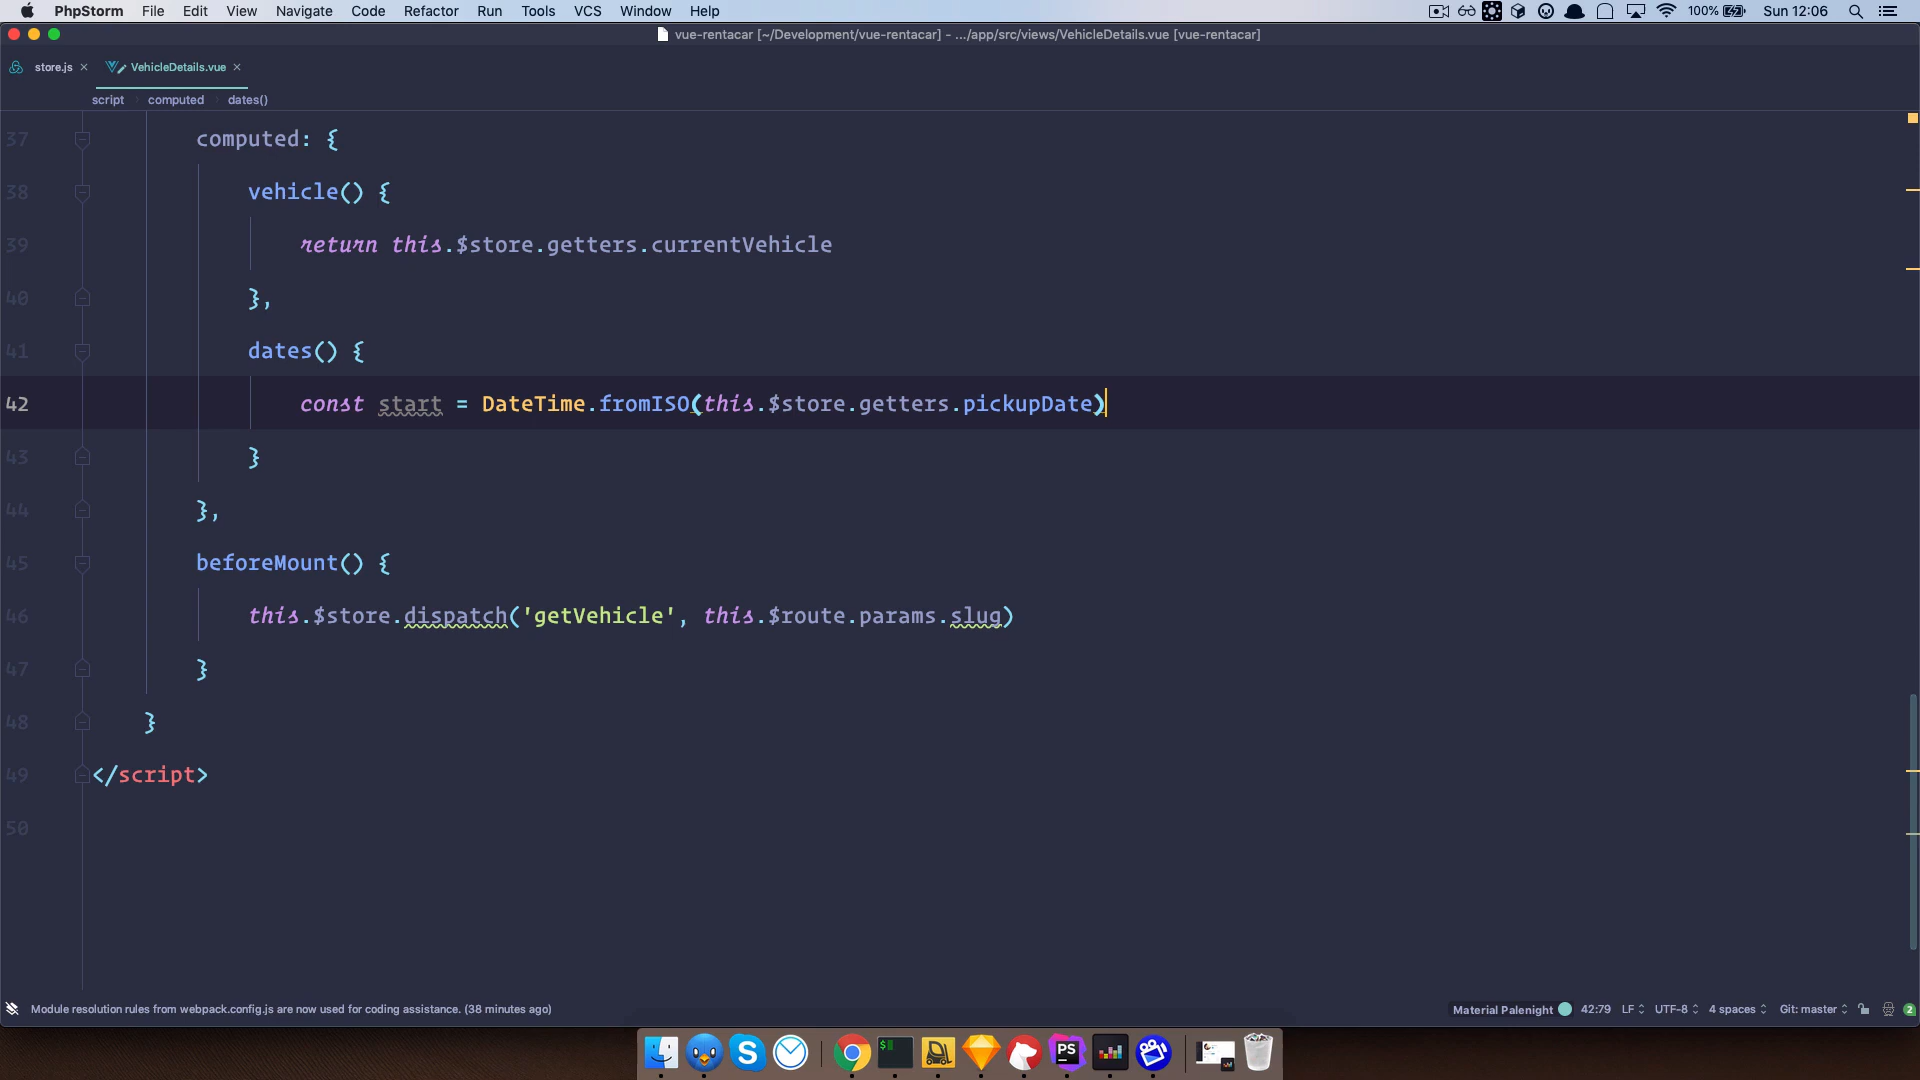 PhpStorm File Edit View Navigate Code Refactor Run Tools VCS Window Help 100% Sun 12:06
vue-rentacar [~/Development/vue-rentacar] - .../app/src/views/VehicleDetails.vue [vue-rentacar]
store.js × VehicleDetails.vue ×
script computed dates()
37 computed: {
38 vehicle() {
39 return this.$store.getters.currentVehicle
40 },
41 dates() {
42 const start = DateTime.fromISO(this.$store.getters.pickupDate)
43 }
44 },
45 beforeMount() {
46 this.$store.dispatch('getVehicle', this.$route.params.slug)
47 }
48 }
49 </script>
50
Module resolution rules from webpack.config.js are now used for coding assistance. (38 minutes ago) Material Palenight 42:79 LF UTF-8 4 spaces Git: master 2
S $ PS